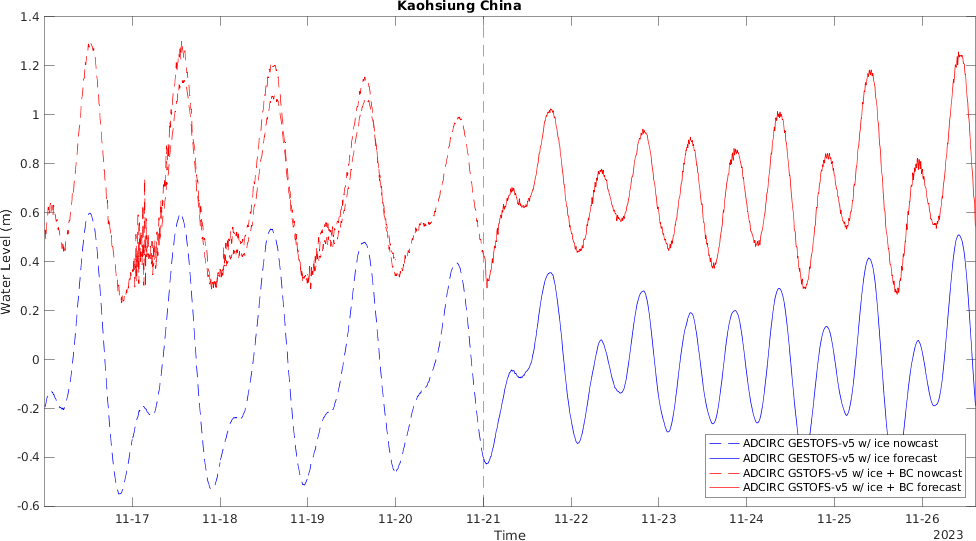 Kaohsiung China
1.4
1.2
1
0.8
0.6
0.4
0.2
0
-0.2
-0.4
-0.6
Water Level (m)
ADCIRC GESTOFS-v5 w/ ice nowcast
ADCIRC GESTOFS-v5 w/ ice forecast
ADCIRC GSTOFS-v5 w/ ice + BC nowcast
ADCIRC GSTOFS-v5 w/ ice + BC forecast
11-17 11-18 11-19 11-20 11-21 11-22 11-23 11-24 11-25 11-26
Time
2023